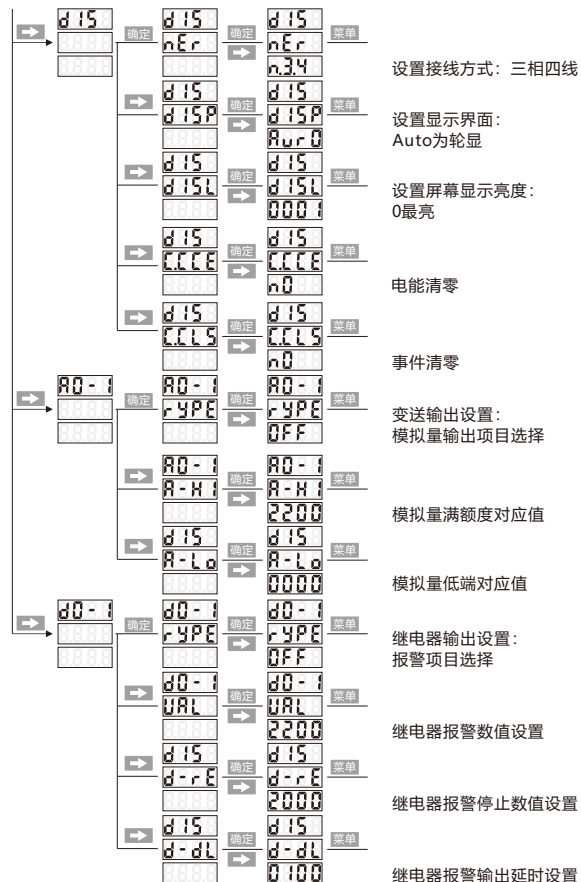 dIS dIS dIS
确定 nEr 确定 nEr 菜单
n.3.4
设置接线方式：三相四线
dIS dIS
dISP 确定 dISP 菜单
AurO
设置显示界面：
Auto为轮显
dIS dIS
dISL 确定 dISL 菜单
0001
设置屏幕显示亮度：
0最亮
dIS dIS
C.CCE 确定 C.CCE 菜单
nO
电能清零
dIS dIS
C.CLS 确定 C.CLS 菜单
nO
事件清零
AO-1 AO-1 AO-1
确定 rYPE 确定 rYPE 菜单
OFF
变送输出设置：
模拟量输出项目选择
AO-1 AO-1
A-HI 确定 A-HI 菜单
2200
模拟量满额度对应值
dIS dIS
A-Lo 确定 A-Lo 菜单
0000
模拟量低端对应值
dO-1 dO-1 dO-1
确定 rYPE 确定 rYPE 菜单
OFF
继电器输出设置：
报警项目选择
dO-1 dO-1
UAL 确定 UAL 菜单
2200
继电器报警数值设置
dIS dIS
d-rE 确定 d-rE 菜单
2000
继电器报警停止数值设置
dIS dIS
d-dL 确定 d-dL 菜单
0100
继电器报警输出延时设置